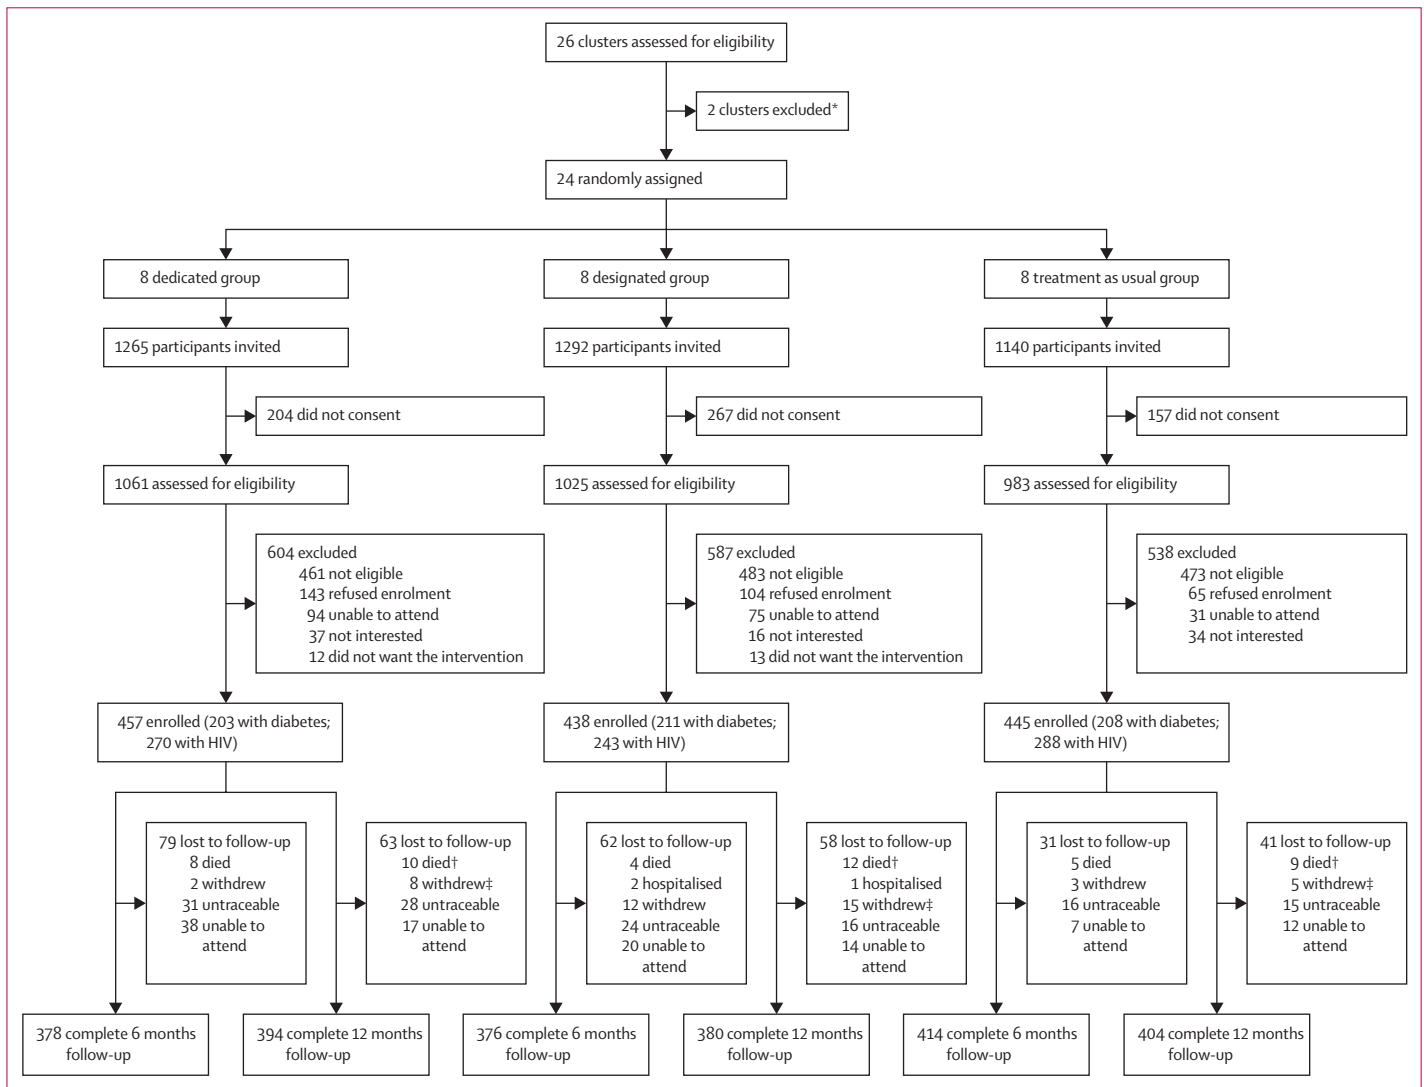 26 clusters assessed for eligibility
2 clusters excluded*
24 randomly assigned
8 dedicated group
8 designated group
8 treatment as usual group
1265 participants invited
1292 participants invited
1140 participants invited
204 did not consent
267 did not consent
157 did not consent
1061 assessed for eligibility
1025 assessed for eligibility
983 assessed for eligibility
604 excluded
461 not eligible
143 refused enrolment
94 unable to attend
37 not interested
12 did not want the intervention
587 excluded
483 not eligible
104 refused enrolment
75 unable to attend
16 not interested
13 did not want the intervention
538 excluded
473 not eligible
65 refused enrolment
31 unable to attend
34 not interested
457 enrolled (203 with diabetes;
270 with HIV)
438 enrolled (211 with diabetes;
243 with HIV)
445 enrolled (208 with diabetes;
288 with HIV)
79 lost to follow-up
8 died
2 withdrew
31 untraceable
38 unable to
attend
63 lost to follow-up
10 died†
8 withdrew‡
28 untraceable
17 unable to
attend
62 lost to follow-up
4 died
2 hospitalised
12 withdrew
24 untraceable
20 unable to
attend
58 lost to follow-up
12 died†
1 hospitalised
15 withdrew‡
16 untraceable
14 unable to
attend
31 lost to follow-up
5 died
3 withdrew
16 untraceable
7 unable to
attend
41 lost to follow-up
9 died†
5 withdrew‡
15 untraceable
12 unable to
attend
378 complete 6 months
follow-up
394 complete 12 months
follow-up
376 complete 6 months
follow-up
380 complete 12 months
follow-up
414 complete 6 months
follow-up
404 complete 12 months
follow-up